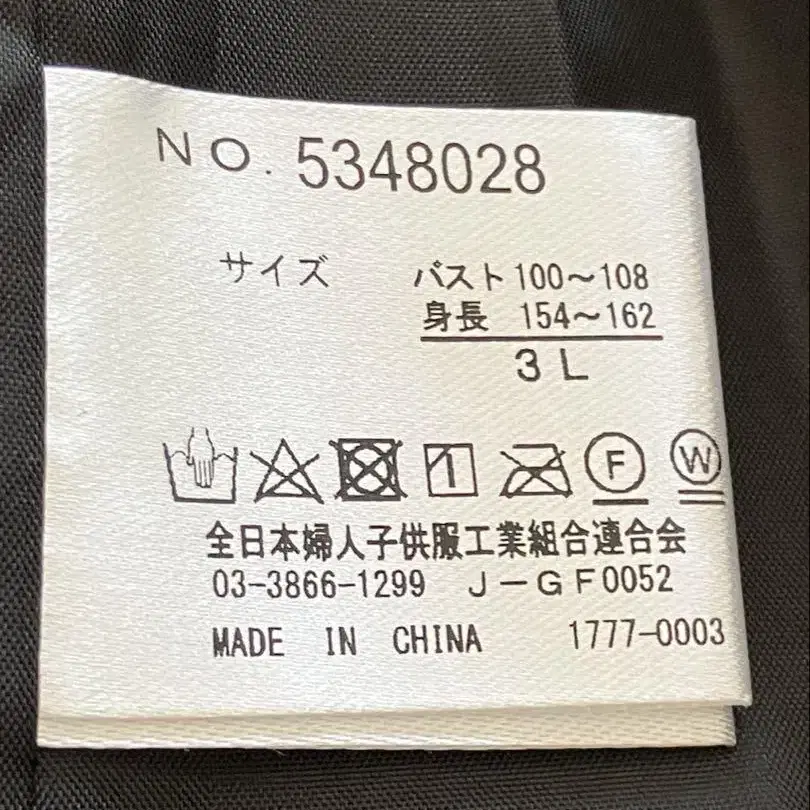 NO. 5348028
サイズ バスト100〜108
身長 154〜162
3L
F W
全日本婦人子供服工業組合連合会
03-3866-1299 J-GF0052
MADE IN CHINA 1777-0003